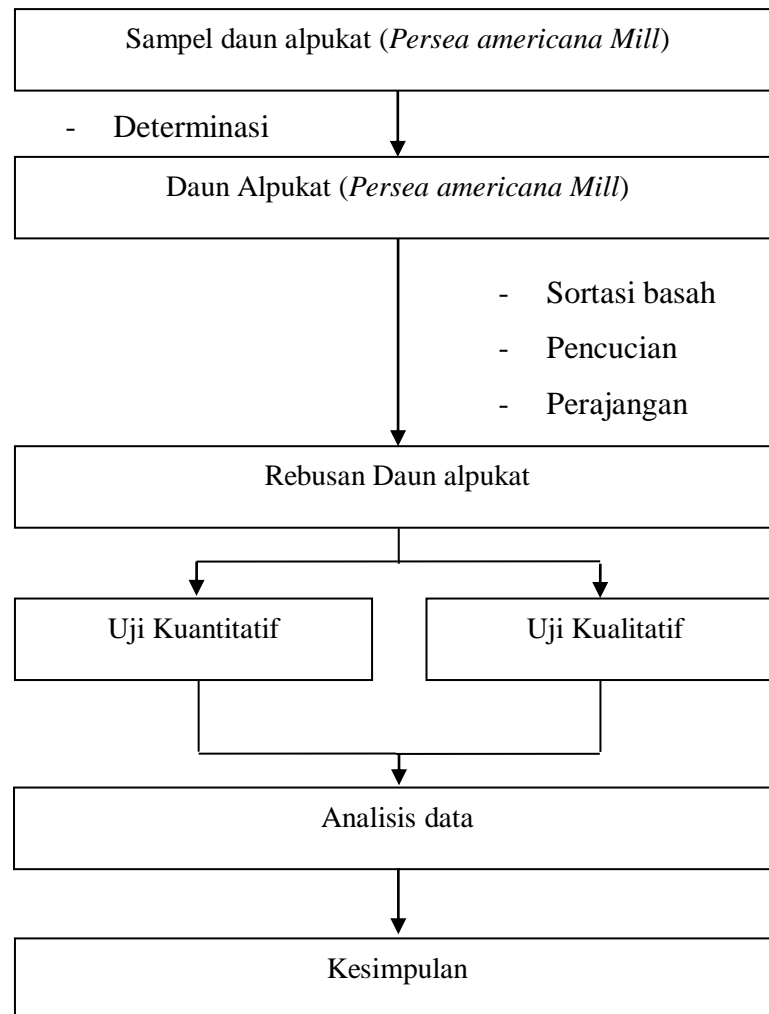 Sampel daun alpukat (Persea americana Mill)
- Determinasi
Daun Alpukat (Persea americana Mill)
- Sortasi basah
- Pencucian
- Perajangan
Rebusan Daun alpukat
Uji Kuantitatif
Uji Kualitatif
Analisis data
Kesimpulan